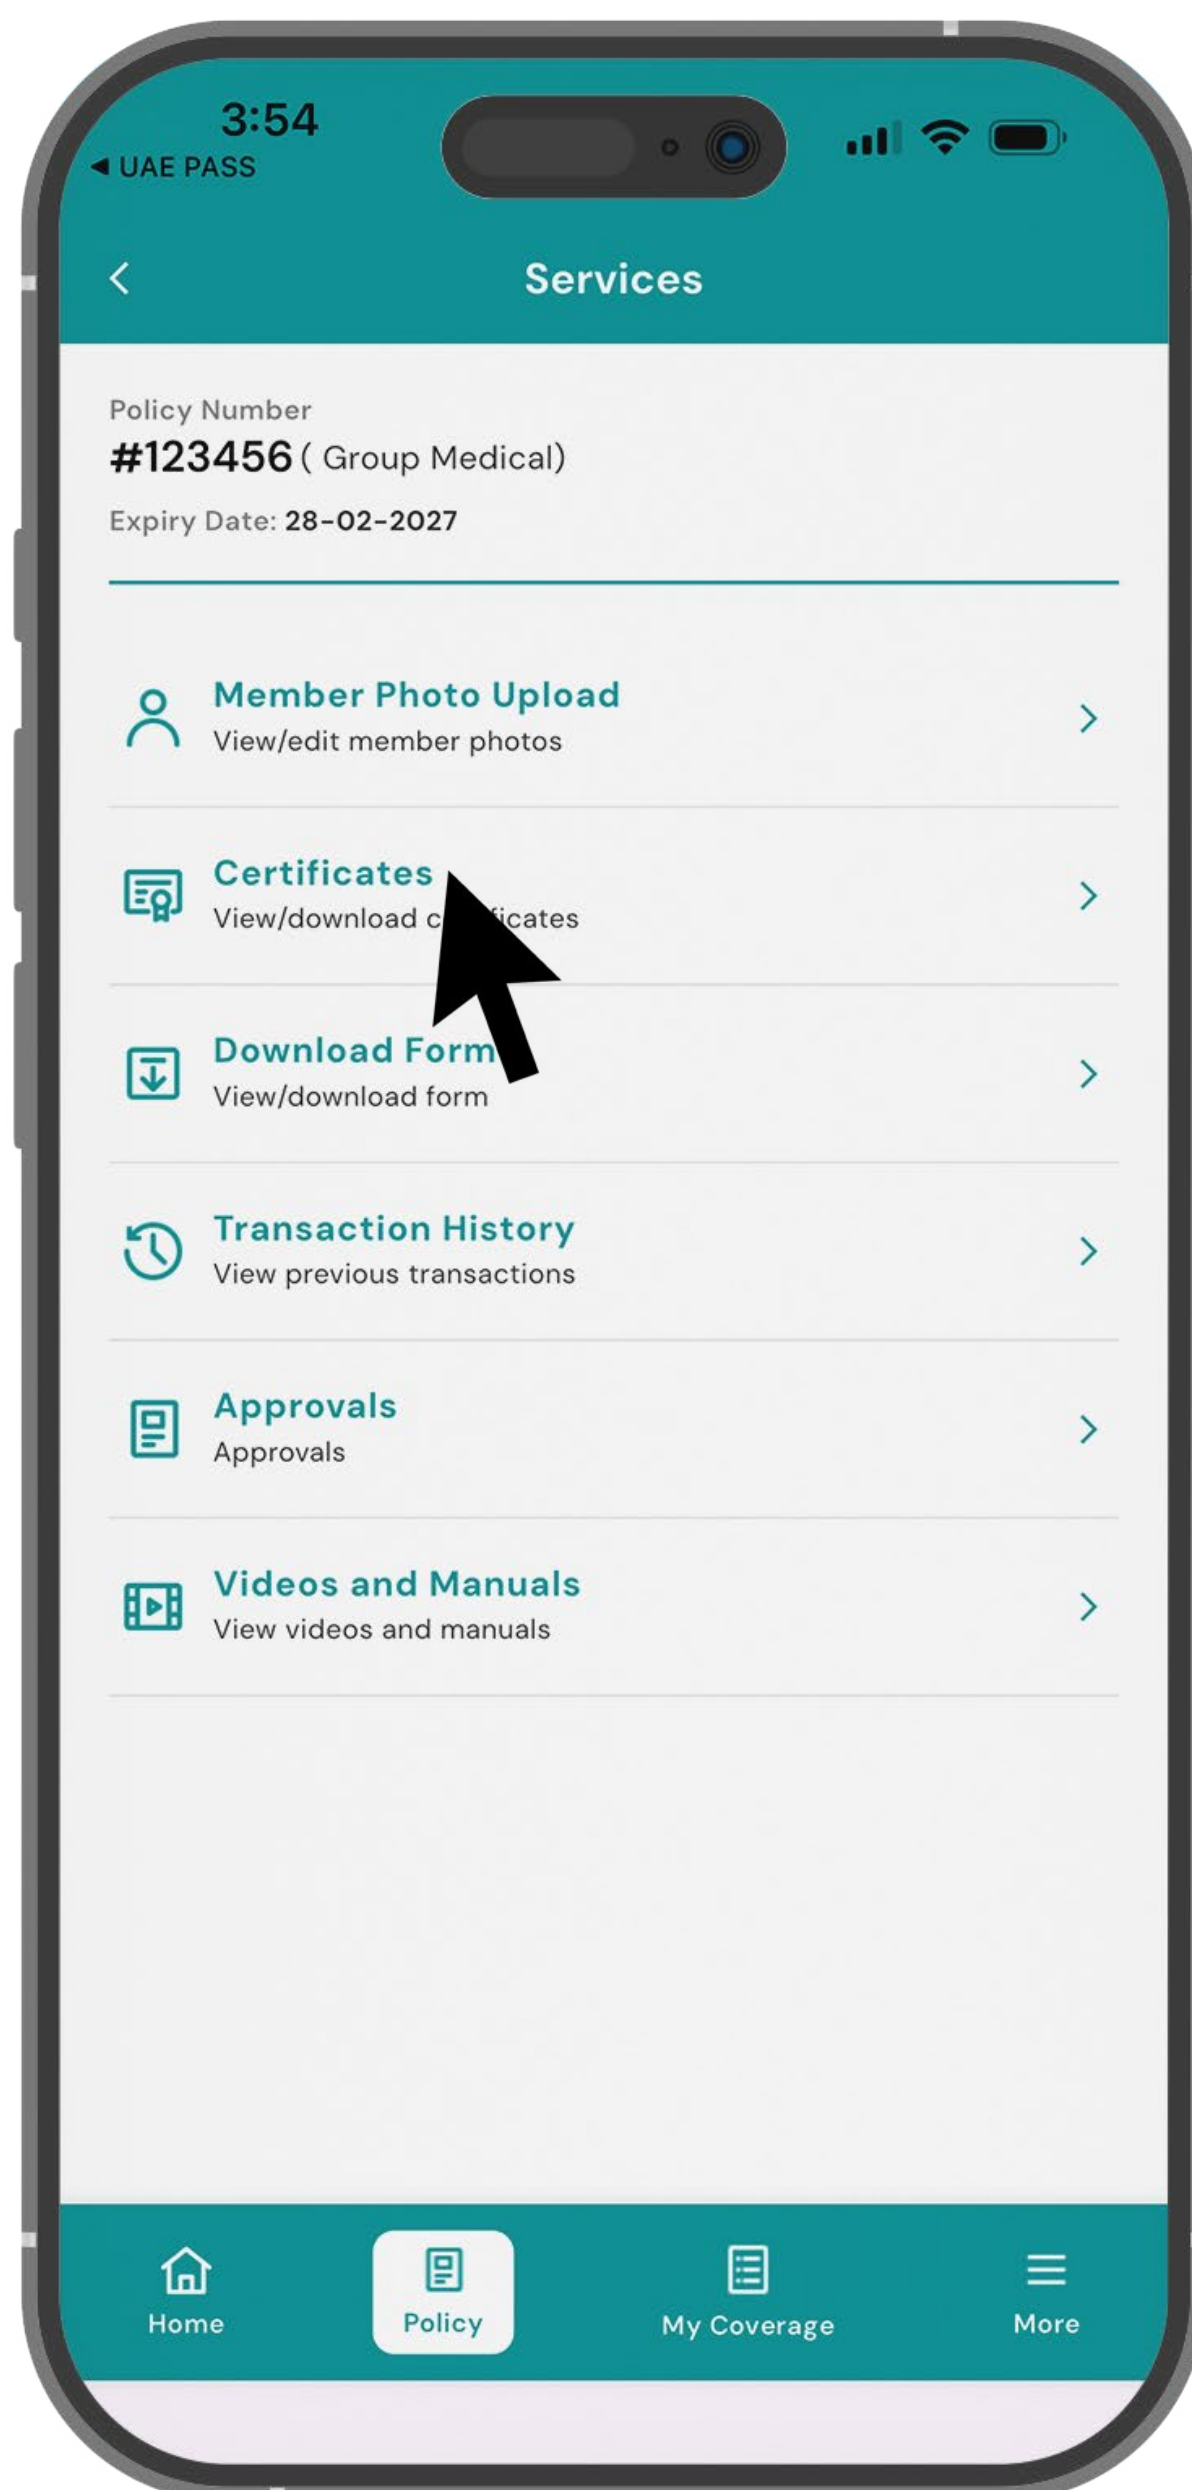 3:54
◀ UAE PASS
Services
Policy Number
#123456 ( Group Medical)
Expiry Date: 28-02-2027
Member Photo Upload
View/edit member photos
Certificates
View/download
Download Form
View/download form
Transaction History
View previous transactions
Approvals
Approvals
Videos and Manuals
View videos and manuals
Home
Policy
My Coverage
More